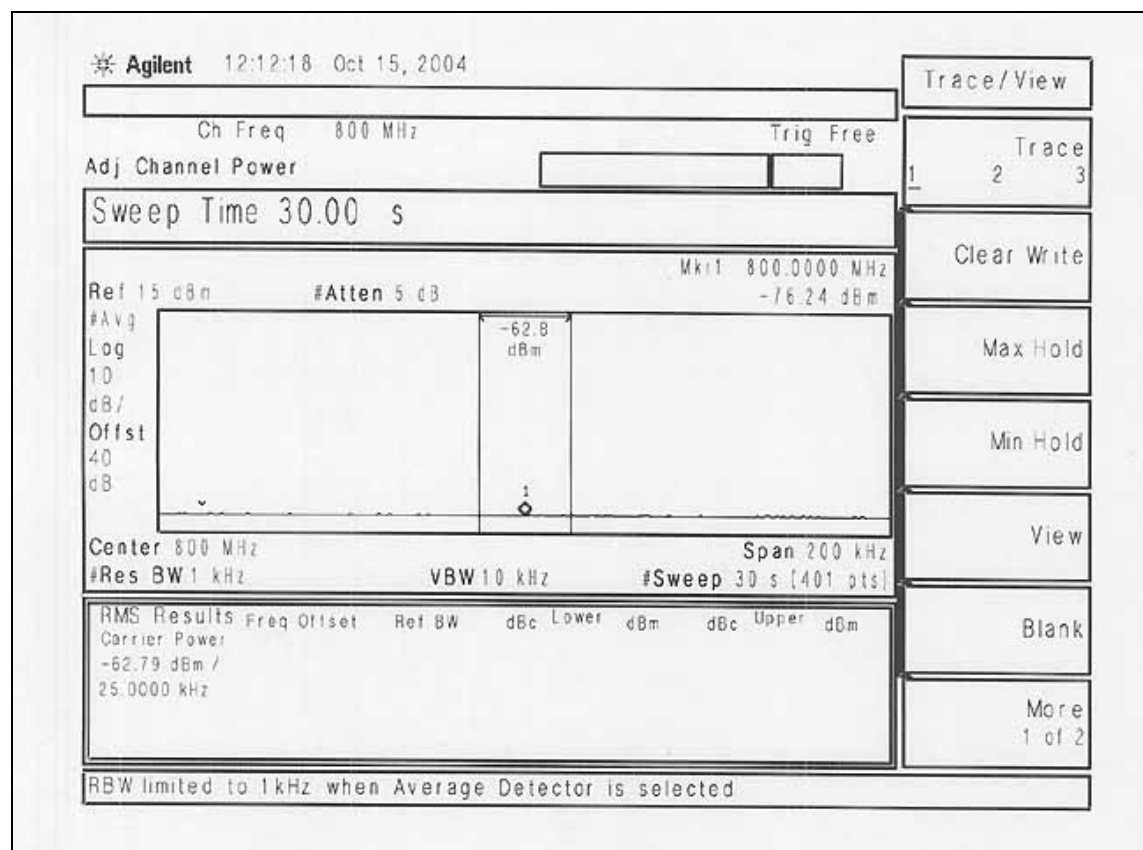 Agilent 12:12:18 Oct 15, 2004
Trace/View
Ch Freq 800 MHz Trig Free
Adj Channel Power
Trace
1 2 3
Sweep Time 30.00 s
Clear Write
Mkr1 800.0000 MHz
Ref 15 dBm #Atten 5 dB -76.24 dBm
#Avg
Log
10
dB/
Offst
40
dB
-62.8
dBm
1
Max Hold
Min Hold
View
Center 800 MHz Span 200 kHz
#Res BW 1 kHz VBW 10 kHz #Sweep 30 s [401 pts]
RMS Results Freq Offset Ref BW dBc Lower dBm dBc Upper dBm
Carrier Power
-62.79 dBm /
25.0000 kHz
Blank
More
1 of 2
RBW limited to 1kHz when Average Detector is selected